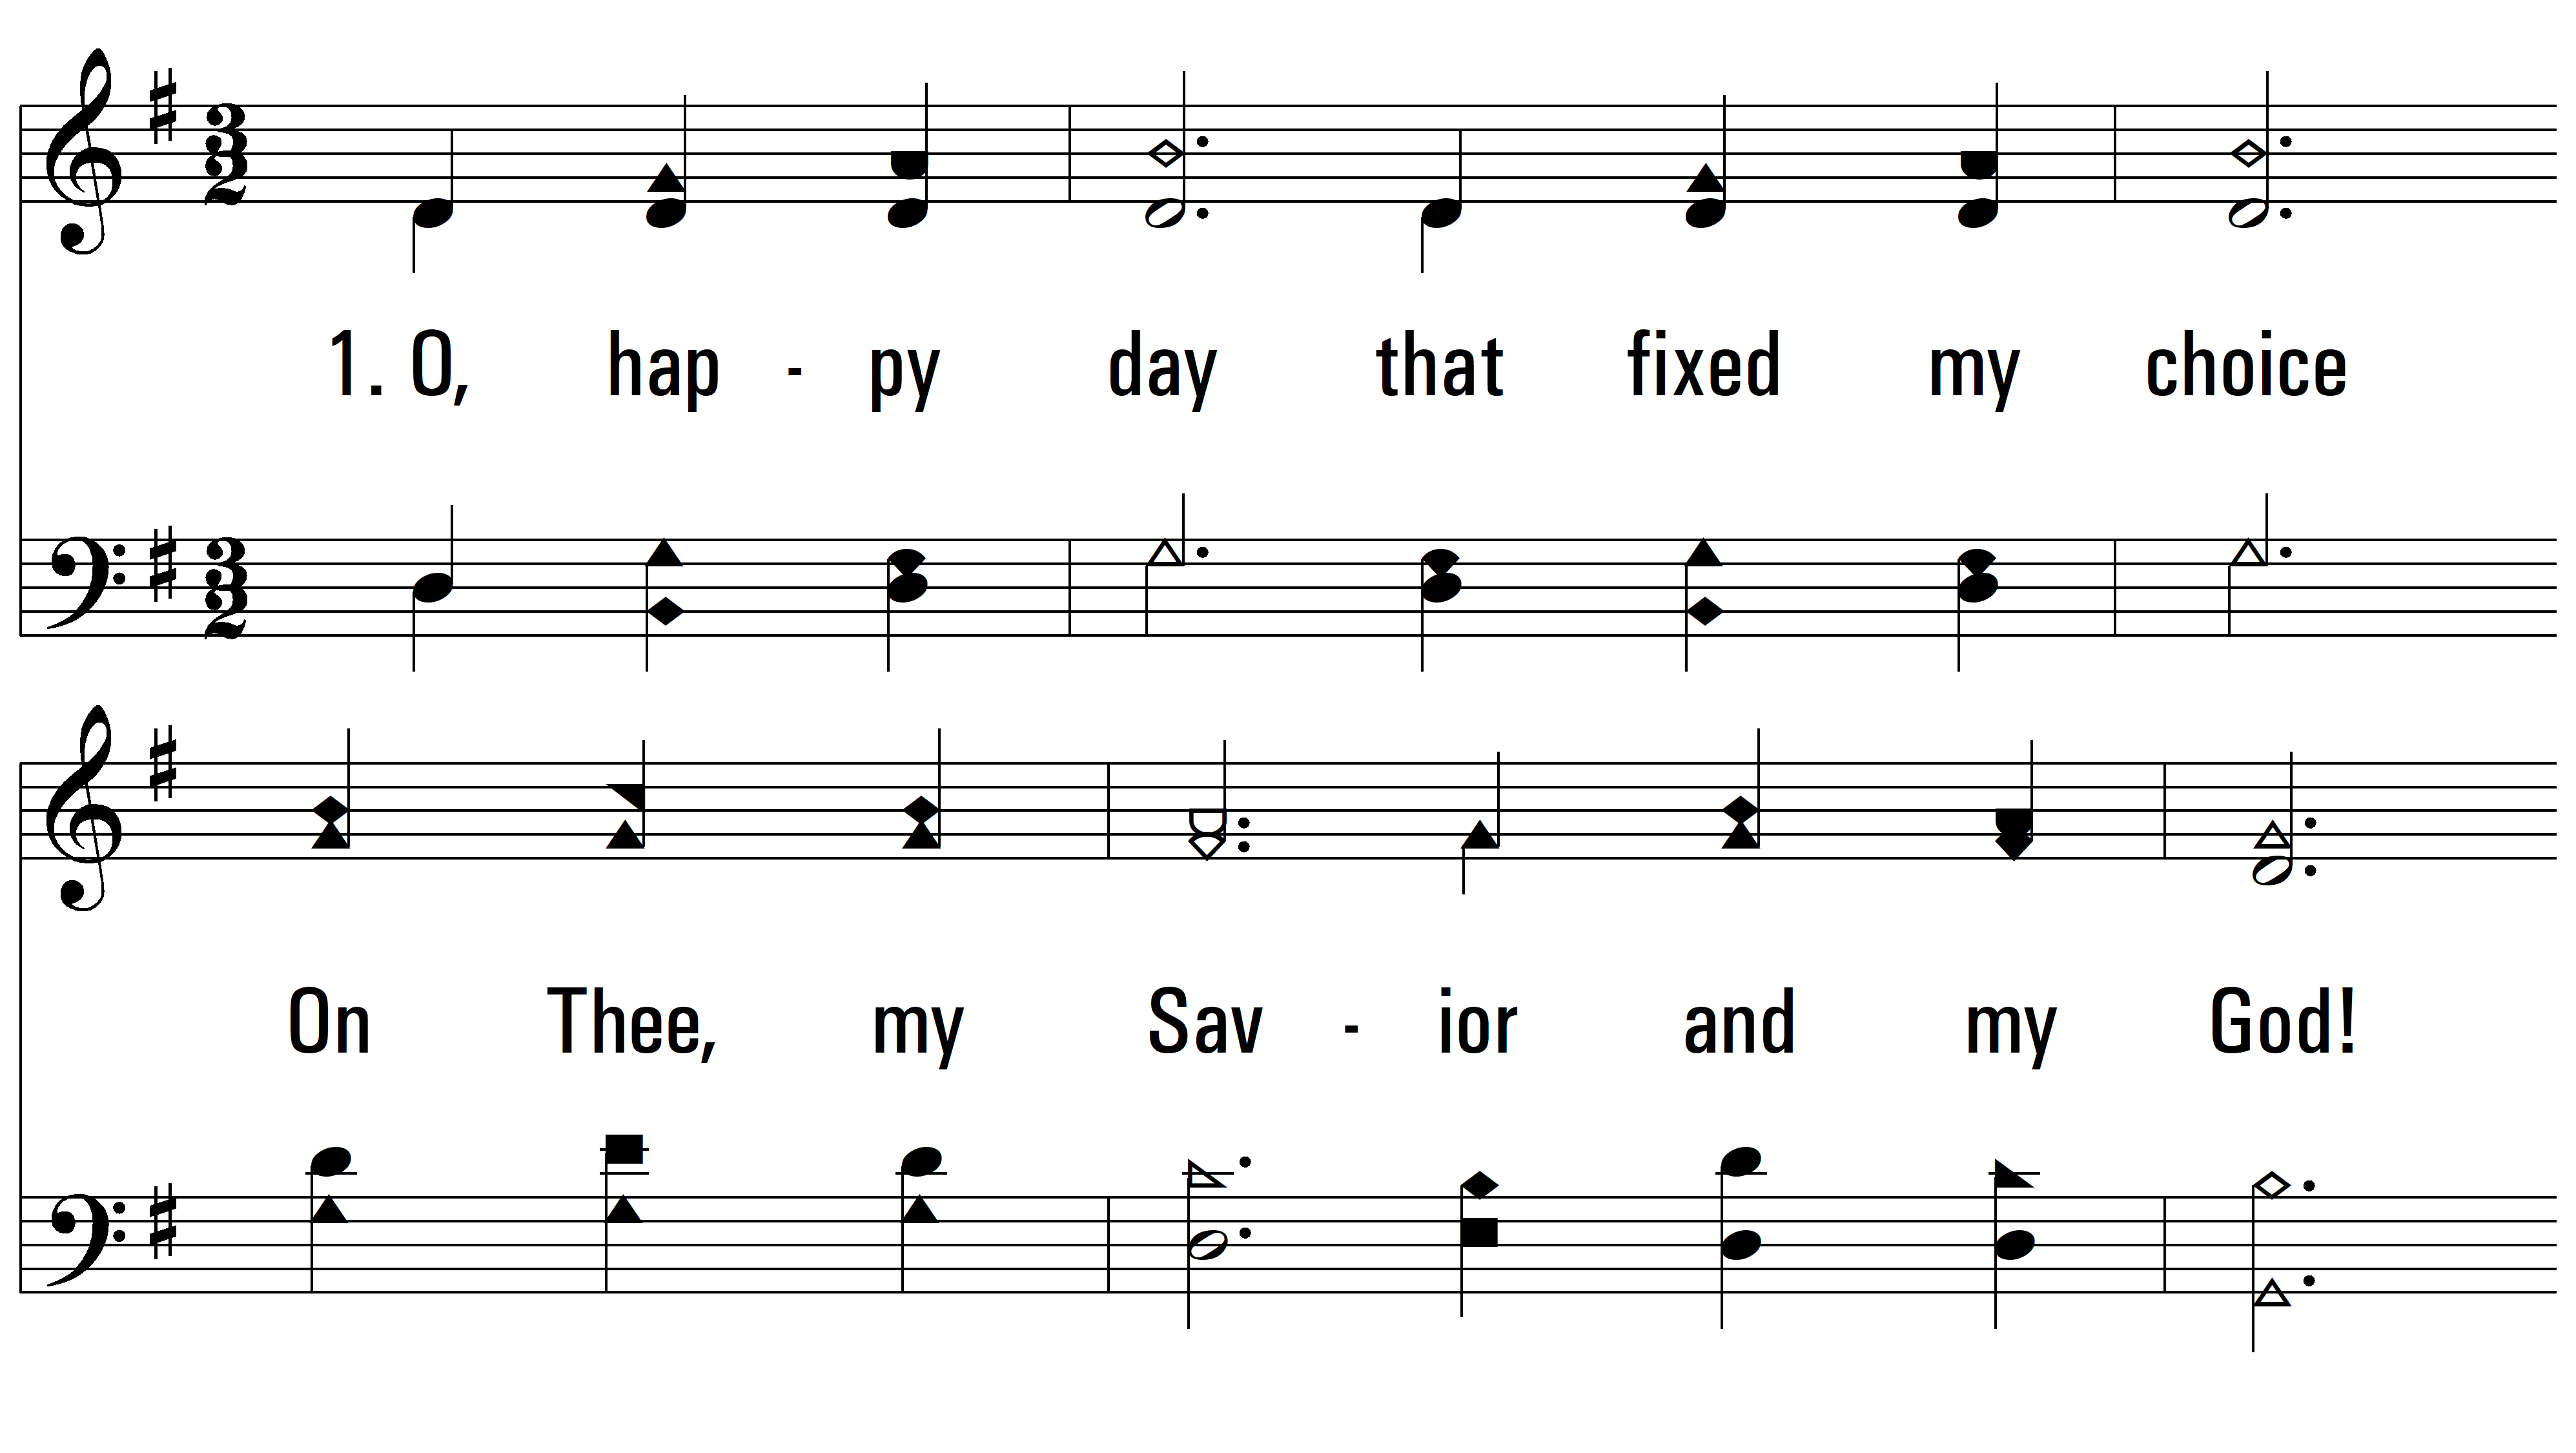 1. O, hap - py day that fixed my choice
On Thee, my Sav - ior and my God!